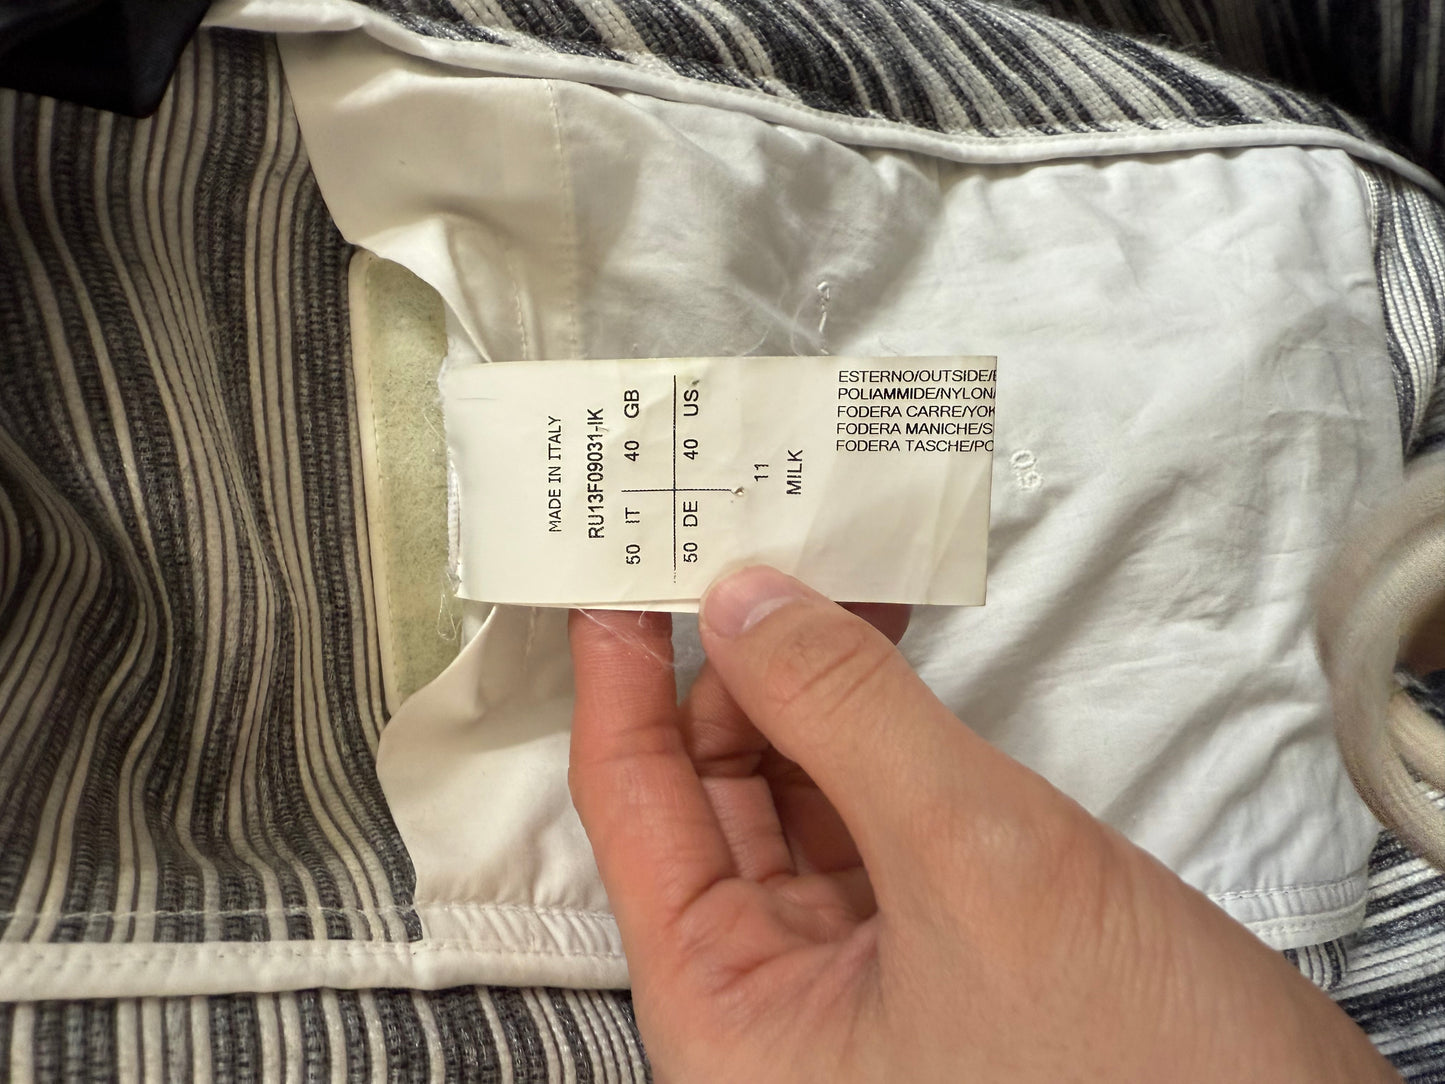 MADE IN ITALY
RU13F09031-IK
50 IT 40 GB
50 DE 40 US
11
MILK
ESTERNO/OUTSIDE/
POLIAMMIDE/NYLON/
FODERA CARRE/YOK
FODERA MANICHE/S
FODERA TASCHE/PO
50